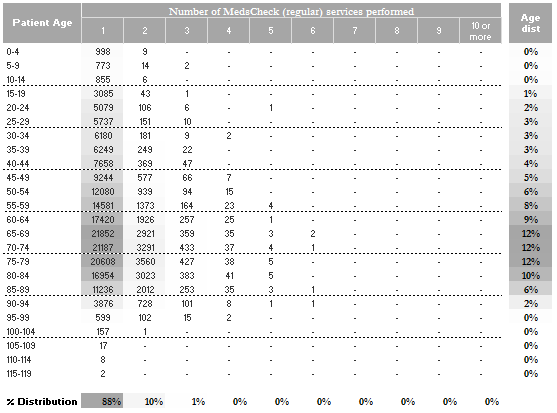 Number of MedsCheck (regular) services performed
Patient Age 1 2 3 4 5 6 7 8 9 10 or more Age dist
0-4 998 9 - - - - - - - - 0%
5-9 773 14 2 - - - - - - - 0%
10-14 855 6 - - - - - - - - 0%
15-19 3085 43 1 - - - - - - - 1%
20-24 5079 106 6 - 1 - - - - - 2%
25-29 5737 151 10 - - - - - - - 3%
30-34 6180 181 9 2 - - - - - - 3%
35-39 6249 249 22 - - - - - - - 3%
40-44 7658 369 47 - - - - - - - 4%
45-49 9244 577 66 7 - - - - - - 5%
50-54 12080 939 94 15 - - - - - - 6%
55-59 14581 1373 164 23 4 - - - - - 8%
60-64 17420 1926 257 25 1 - - - - - 9%
65-69 21852 2921 359 35 3 2 - - - - 12%
70-74 21187 3291 433 37 4 1 - - - - 12%
75-79 20608 3560 427 38 5 - - - - - 12%
80-84 16954 3023 383 41 5 - - - - - 10%
85-89 11236 2012 253 35 3 1 - - - - 6%
90-94 3876 728 101 8 1 1 - - - - 2%
95-99 599 102 15 2 - - - - - - 0%
100-104 157 1 - - - - - - - - 0%
105-109 17 - - - - - - - - - 0%
110-114 8 - - - - - - - - - 0%
115-119 2 - - - - - - - - - 0%
% Distribution 88% 10% 1% 0% 0% 0% 0% 0% 0% 0%